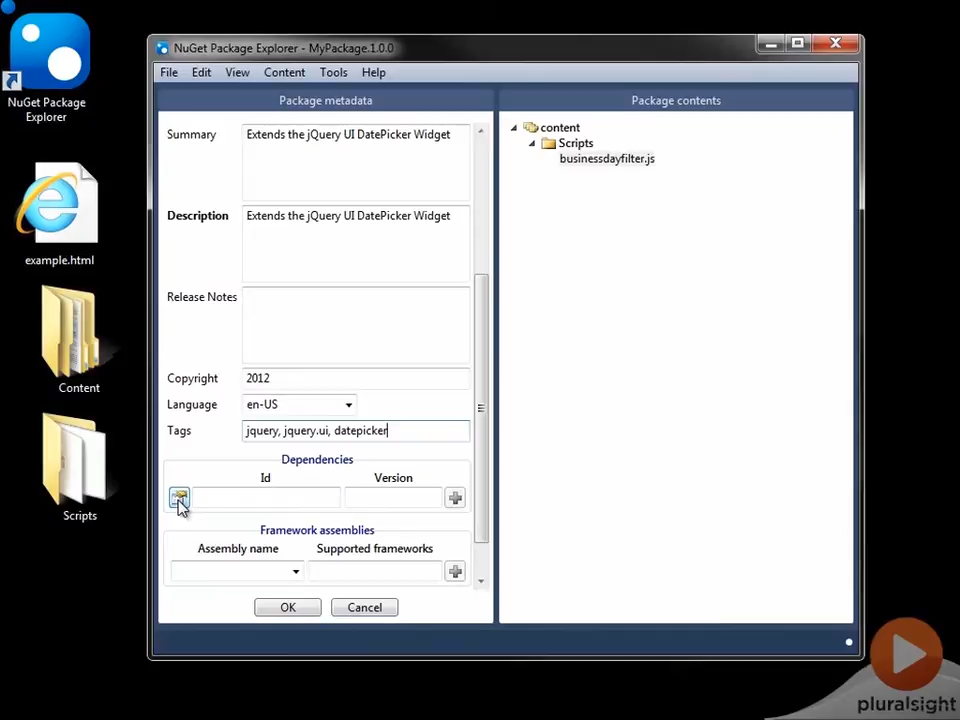 NuGet Package
Explorer
example.html
Content
Scripts
NuGet Package Explorer - MyPackage.1.0.0
File Edit View Content Tools Help
Package metadata
Summary
Extends the jQuery UI DatePicker Widget
Description
Extends the jQuery UI DatePicker Widget
Release Notes
Copyright
2012
Language
en-US
Tags
jquery, jquery.ui, datepicker
Dependencies
Id Version
Framework assemblies
Assembly name Supported frameworks
OK Cancel
Package contents
content
Scripts
businessdayfilter.js
pluralsight